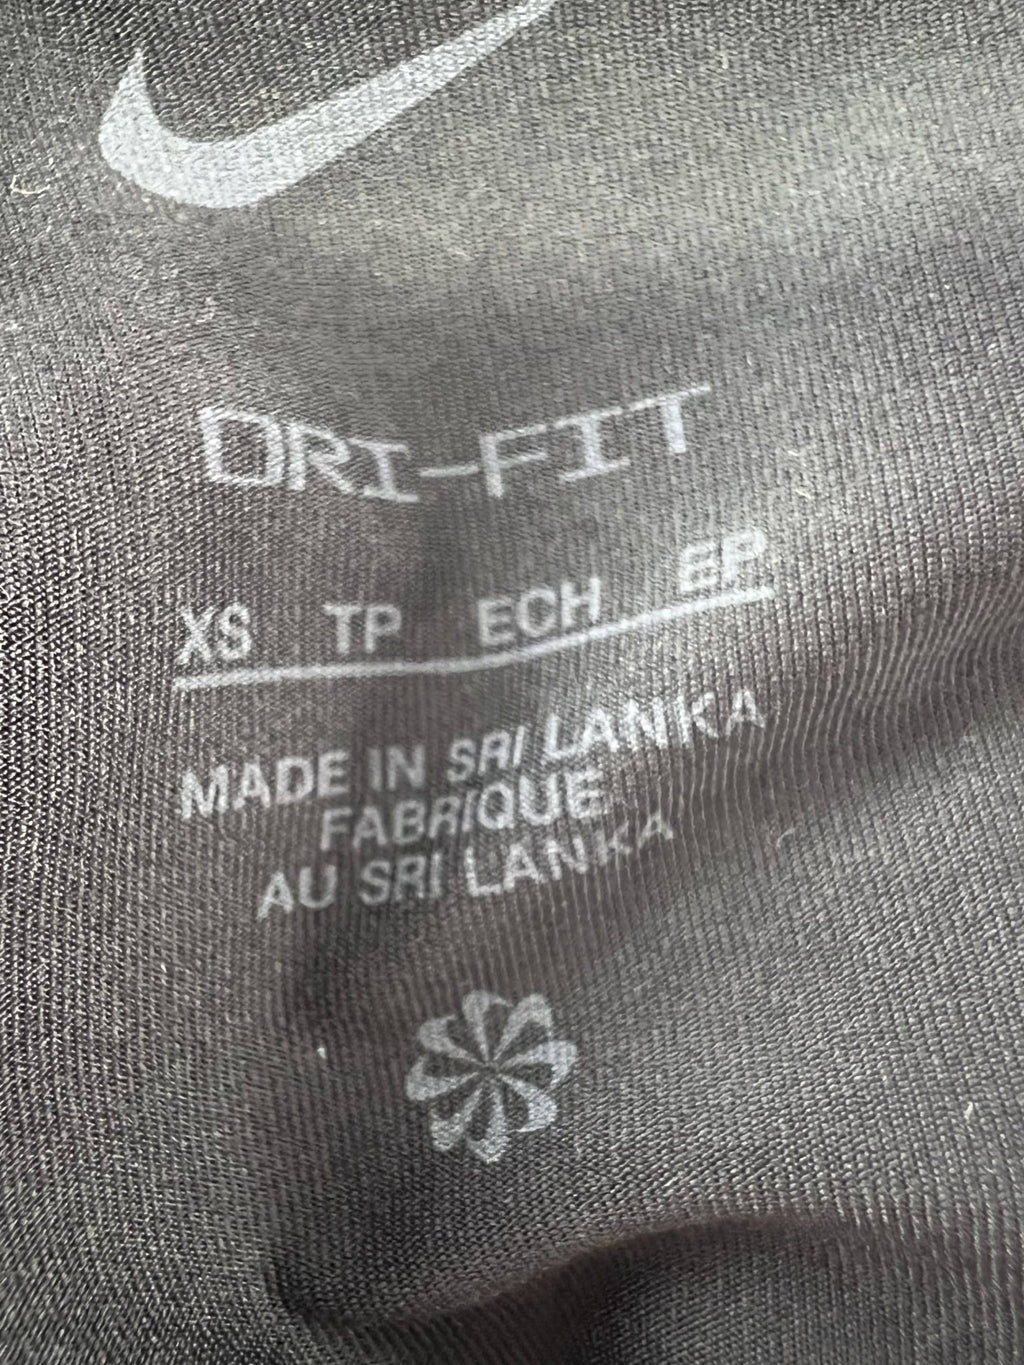 DRI-FIT
XS TP ECH EP
MADE IN SRI LANKA
FABRIQUE
AU SRI LANKA